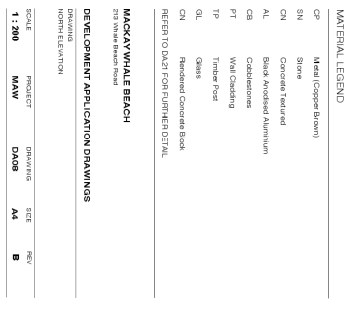 MATERIAL LEGEND
CP Metal (Copper Brown)
SN Stone
CN Concrete Textured
AL Black Anodised Aluminium
CB Cobblestones
PT Wall Cladding
TP Timber Post
GL Glass
CN Rendered Concrete Block
REFER TO DA21 FOR FURTHER DETAIL
MACKAY WHALE BEACH
213 Whale Beach Road
DEVELOPMENT APPLICATION DRAWINGS
DRAWING
NORTH ELEVATION
SCALE PROJECT DRAWING SIZE REV
1 : 200 MAW DA08 A4 B